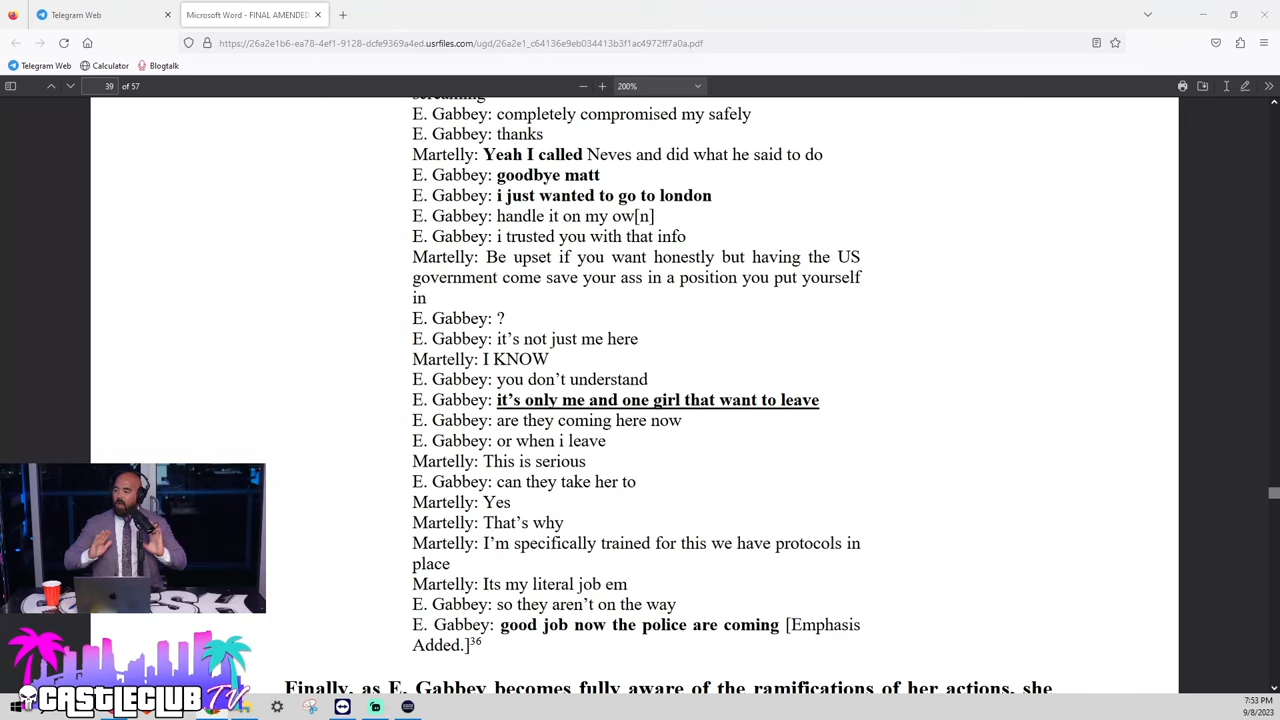 Telegram Web
Microsoft Word - FINAL AMENDED
https://26a2e1b6-ea78-4ef1-9128-dcfe9369a4ed.usrfiles.com/ugd/26a2e1_c64136e5eb034413b3f1ac4972ff7a0a.pdf
Telegram Web Calculator Blogtalk
39 of 57
200%
screaming
E. Gabbey: completely compromised my safely
E. Gabbey: thanks
Martelly: Yeah I called Neves and did what he said to do
E. Gabbey: goodbye matt
E. Gabbey: i just wanted to go to london
E. Gabbey: handle it on my ow[n]
E. Gabbey: i trusted you with that info
Martelly: Be upset if you want honestly but having the US
government come save your ass in a position you put yourself
in
E. Gabbey: ?
E. Gabbey: it’s not just me here
Martelly: I KNOW
E. Gabbey: you don’t understand
E. Gabbey: it’s only me and one girl that want to leave
E. Gabbey: are they coming here now
E. Gabbey: or when i leave
Martelly: This is serious
E. Gabbey: can they take her to
Martelly: Yes
Martelly: That’s why
Martelly: I’m specifically trained for this we have protocols in
place
Martelly: Its my literal job em
E. Gabbey: so they aren’t on the way
E. Gabbey: good job now the police are coming [Emphasis
Added.]36
Finally, as E. Gabbey becomes fully aware of the ramifications of her actions, she
CASTLECLUB TV
7:53 PM
9/8/2023